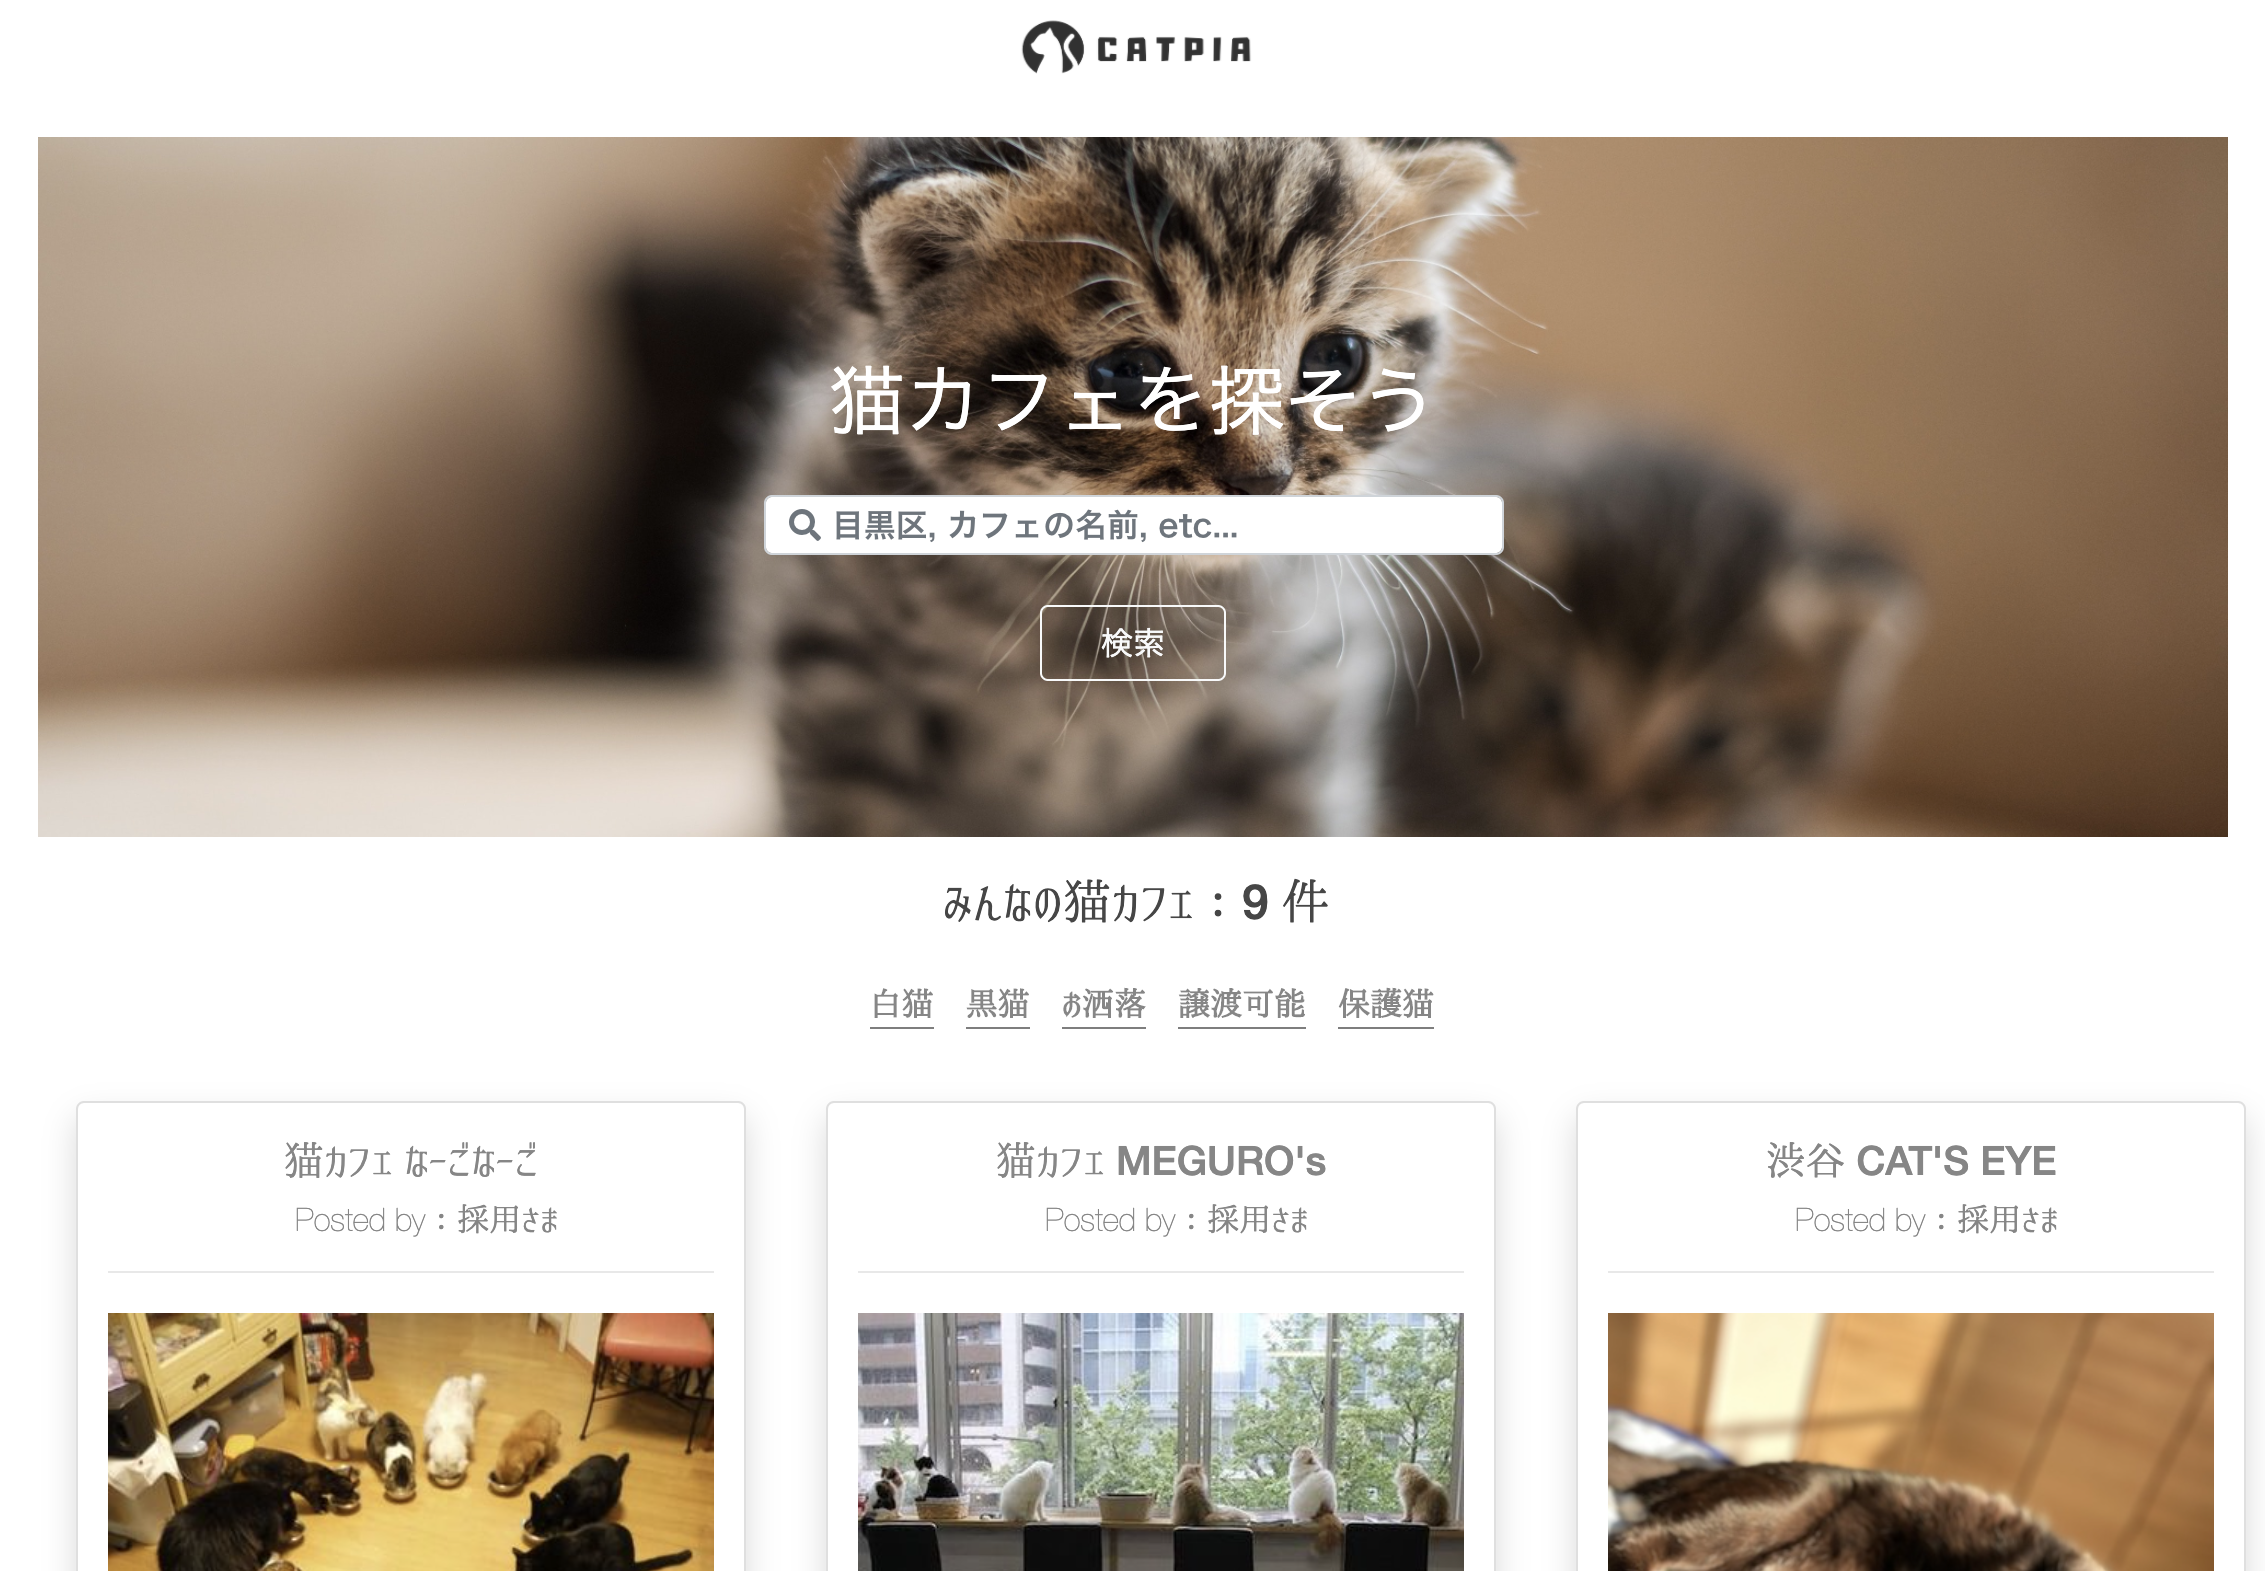 CATPIA
猫カフェを探そう
目黒区, カフェの名前, etc...
検索
みんなの猫カフェ：9 件
白猫 黒猫 お洒落 譲渡可能 保護猫
猫カフェ なーごなーご
Posted by：採用さま
猫カフェ MEGURO's
Posted by：採用さま
渋谷 CAT'S EYE
Posted by：採用さま